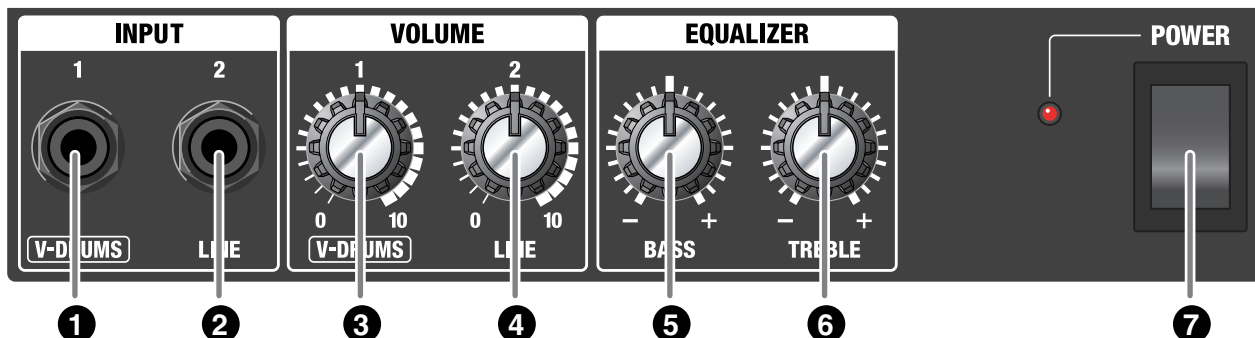 INPUT
VOLUME
EQUALIZER
POWER
1
2
1
2
0
10
0
10
−
+
−
+
V-DRUMS
LINE
V-DRUMS
LINE
BASS
TREBLE
1
2
3
4
5
6
7